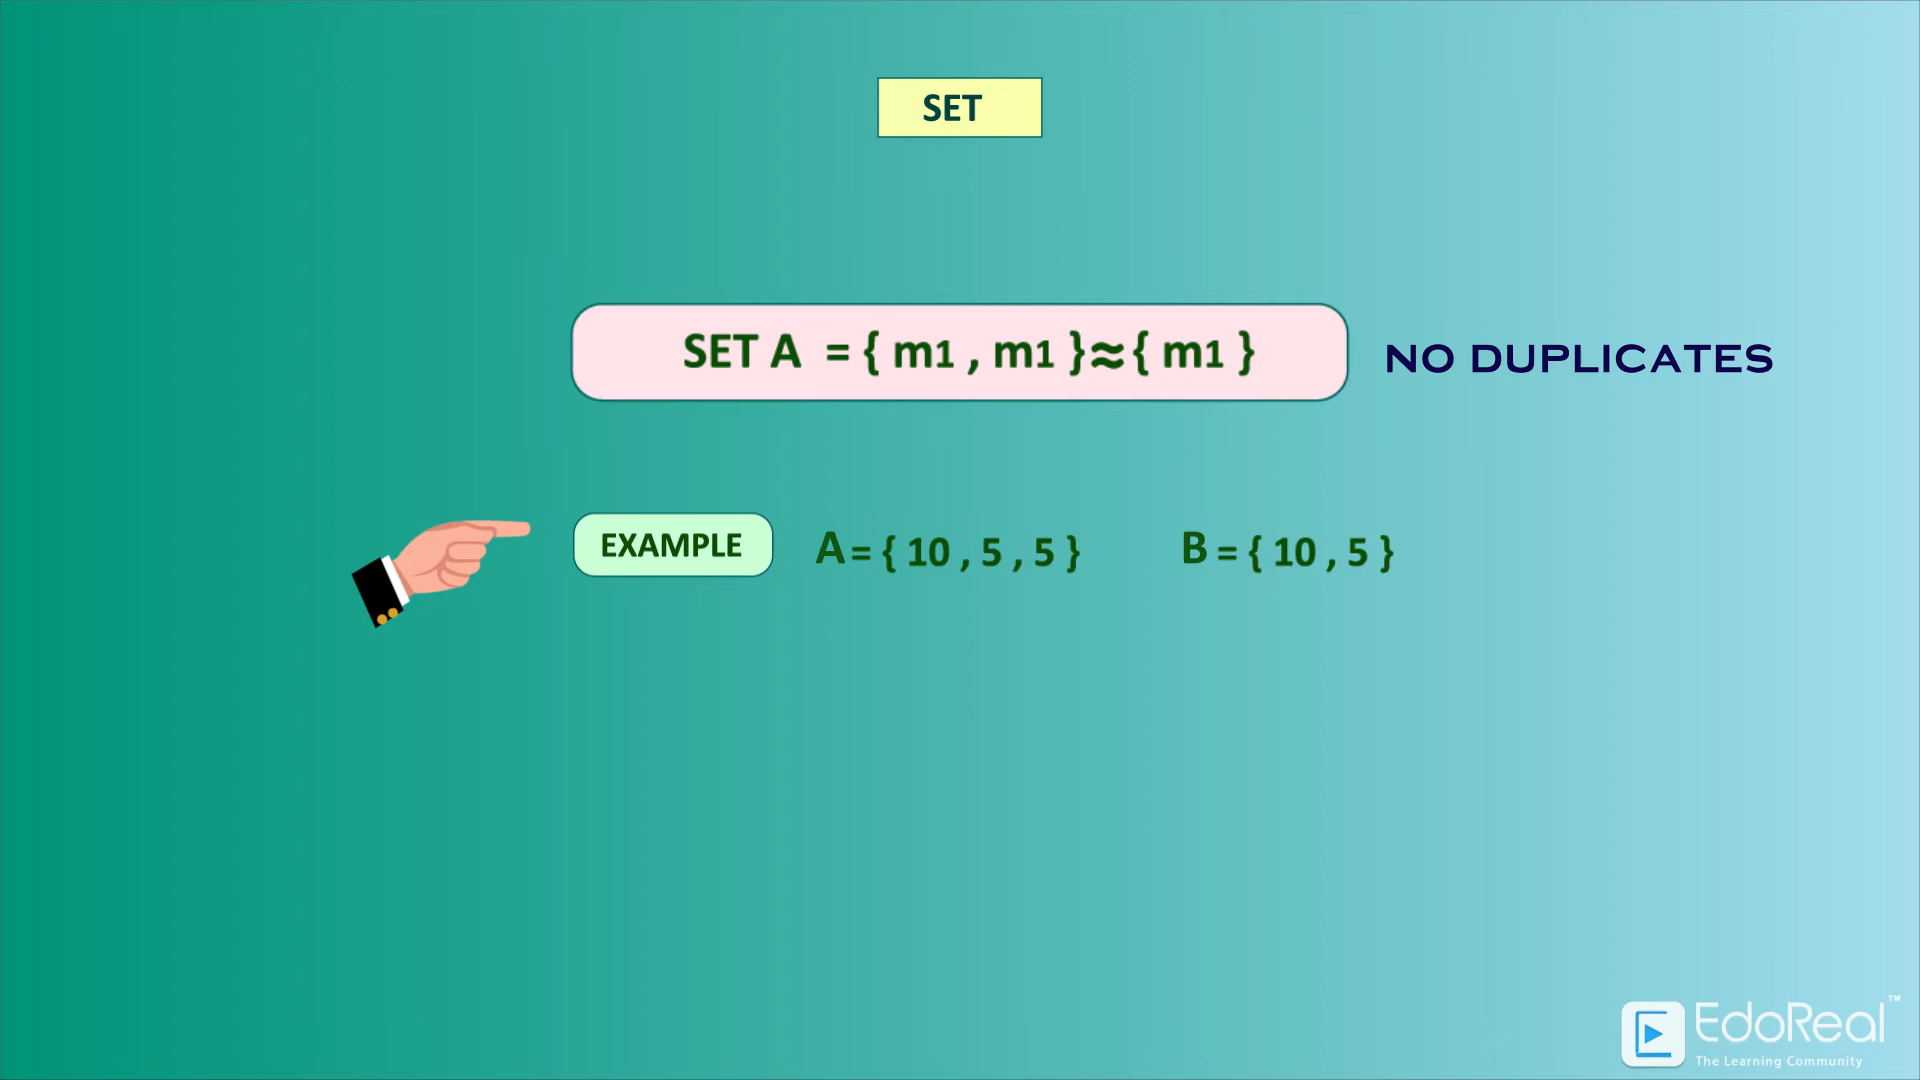 SET
SET A = { m1 , m1 }≈{ m1 }
NO DUPLICATES
EXAMPLE
A = { 10 , 5 , 5 }
B = { 10 , 5 }
EdoReal™
The Learning Community